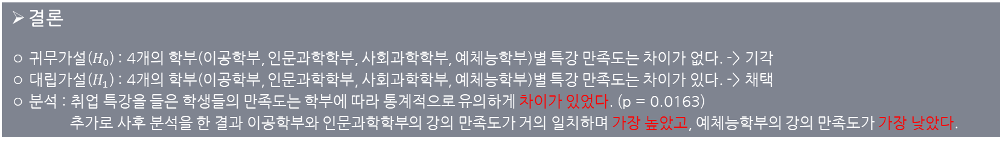 ➢ 결론
○ 귀무가설(H₀) : 4개의 학부(이공학부, 인문과학학부, 사회과학학부, 예체능학부)별 특강 만족도는 차이가 없다. -> 기각
○ 대립가설(H₁) : 4개의 학부(이공학부, 인문과학학부, 사회과학학부, 예체능학부)별 특강 만족도는 차이가 있다. -> 채택
○ 분석 : 취업 특강을 들은 학생들의 만족도는 학부에 따라 통계적으로 유의하게 차이가 있었다. (p = 0.0163)
추가로 사후 분석을 한 결과 이공학부와 인문과학학부의 강의 만족도가 거의 일치하며 가장 높았고, 예체능학부의 강의 만족도가 가장 낮았다.